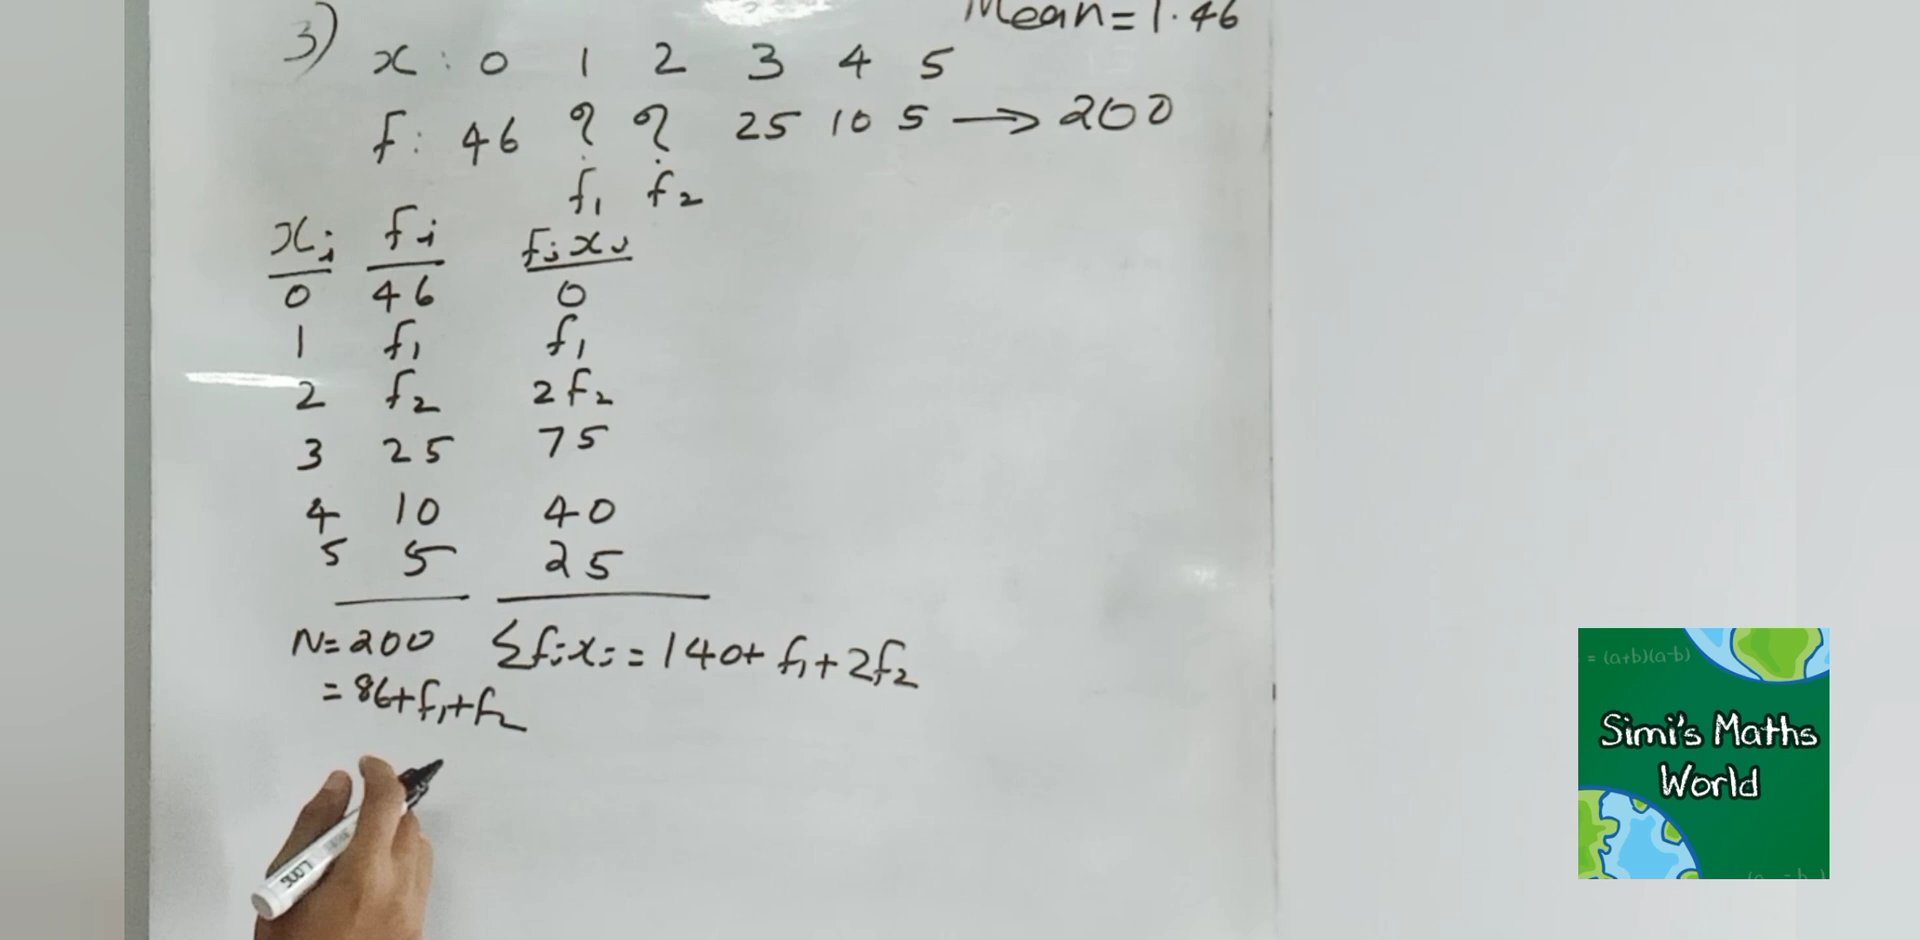 Mean = 1.46
3)
x : 0 1 2 3 4 5
f : 46 ? ? 25 10 5 → 200
f₁ f₂
xᵢ fᵢ fᵢxᵢ
0 46 0
1 f₁ f₁
2 f₂ 2f₂
3 25 75
4 10 40
5 5 25
N = 200 Σfᵢxᵢ = 140 + f₁ + 2f₂
= 86 + f₁ + f₂
= (a+b)(a-b)
Simi's Maths
World